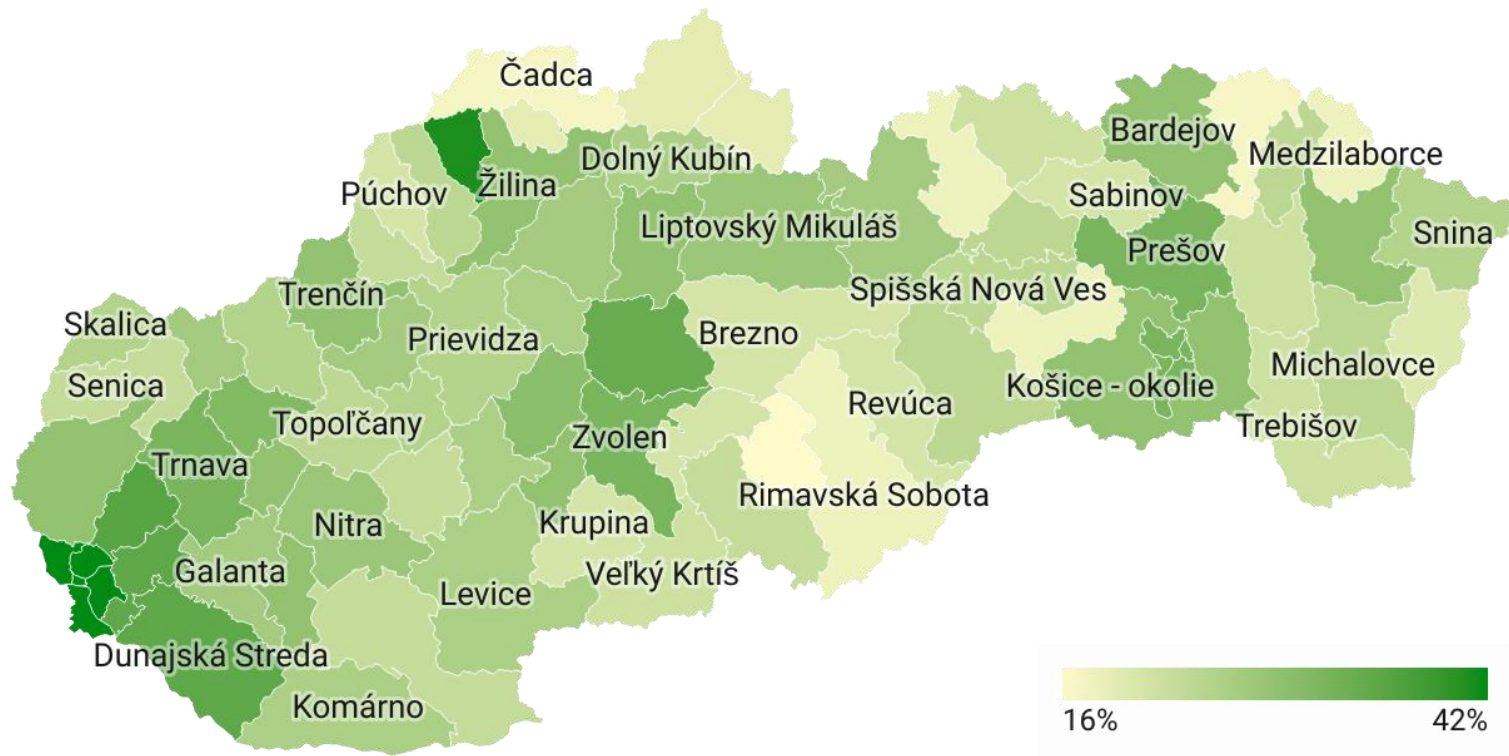 Čadca
Bardejov
Medzilaborce
Dolný Kubín
Žilina
Púchov
Sabinov
Liptovský Mikuláš
Snina
Prešov
Trenčín
Spišská Nová Ves
Skalica
Prievidza
Brezno
Senica
Michalovce
Košice - okolie
Revúca
Topoľčany
Trebišov
Zvolen
Trnava
Rimavská Sobota
Nitra
Krupina
Galanta
Veľký Krtíš
Levice
Dunajská Streda
Komárno
16%
42%